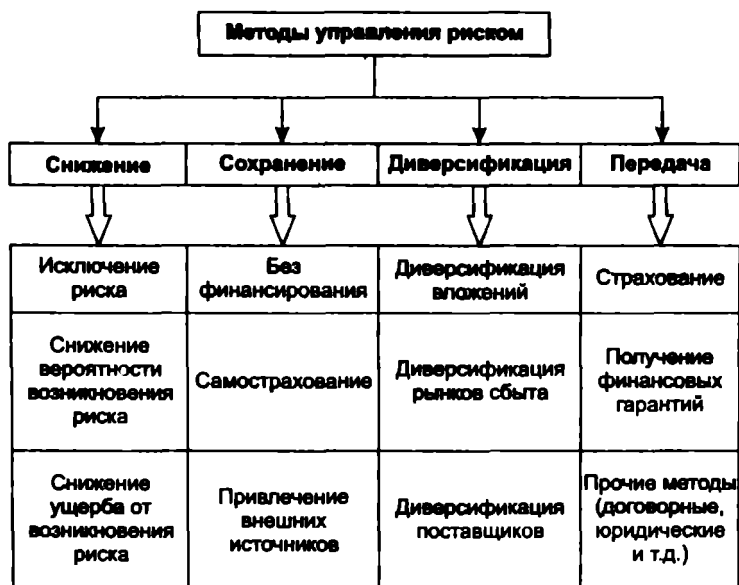 Методы управления риском
Снижение
Сохранение
Диверсификация
Передача
Исключение
риска
Без
финансирования
Диверсификация
вложений
Страхование
Снижение
вероятности
возникновения
риска
Самострахование
Диверсификация
рынков сбыта
Получение
финансовых
гарантий
Снижение
ущерба от
возникновения
риска
Привлечение
внешних
источников
Диверсификация
поставщиков
Прочие методы
(договорные,
юридические
и т.д.)